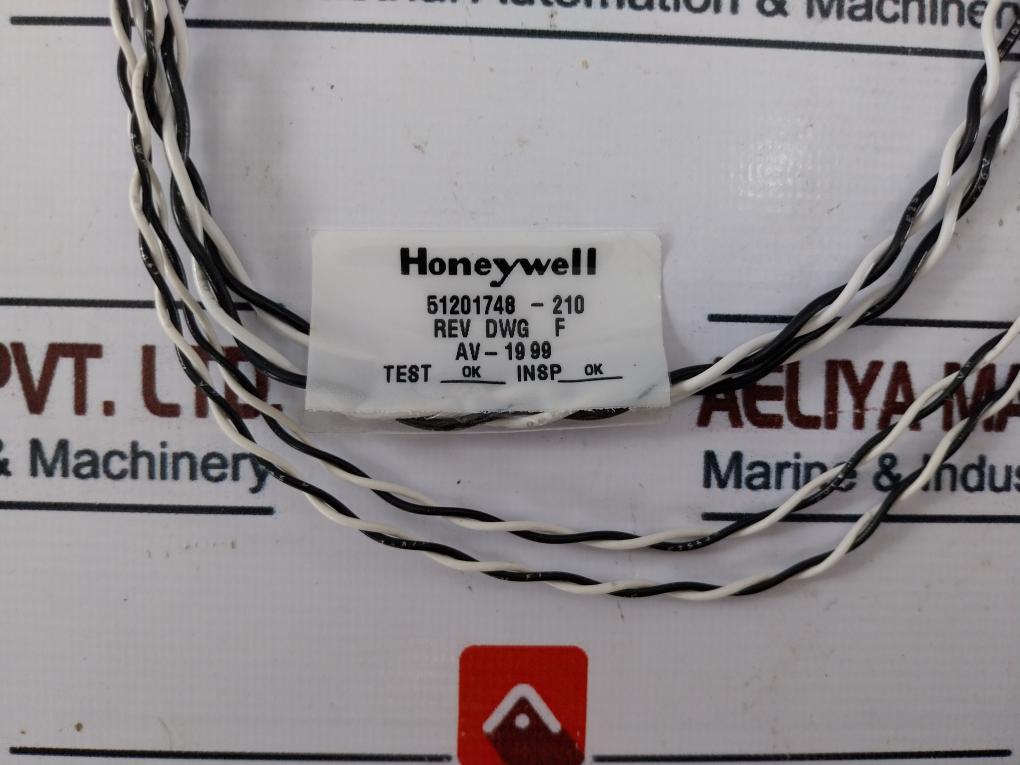 Automation & Machinery
Honeywell
51201748 - 210
REV DWG F
AV - 1999
TEST OK INSP OK
PVT. LTD.
AELIYA MA
& Machinery
Marine & Indus